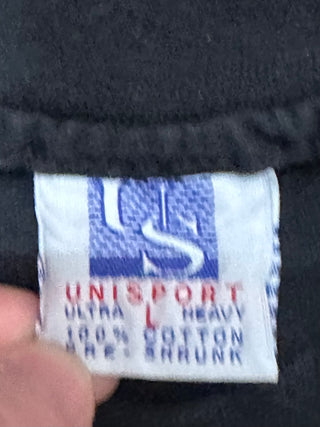 US
UNISPORT
ULTRA L HEAVY
100% COTTON
PRE-SHRUNK